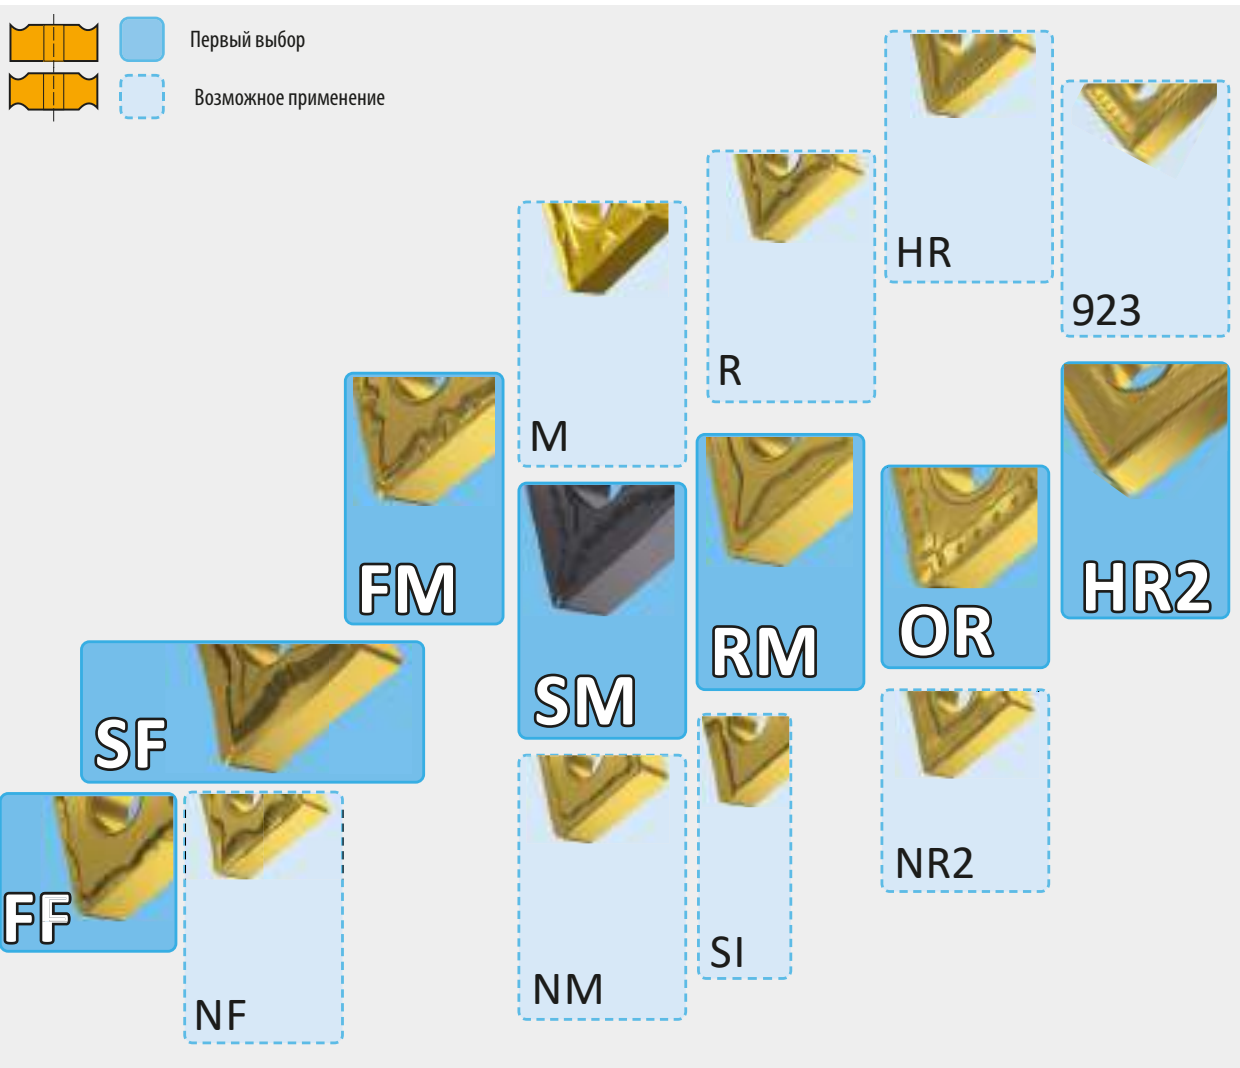 Первый выбор
Возможное применение
HR
923
R
M
FM
HR2
OR
RM
SM
SF
NR2
FF
SI
NM
NF